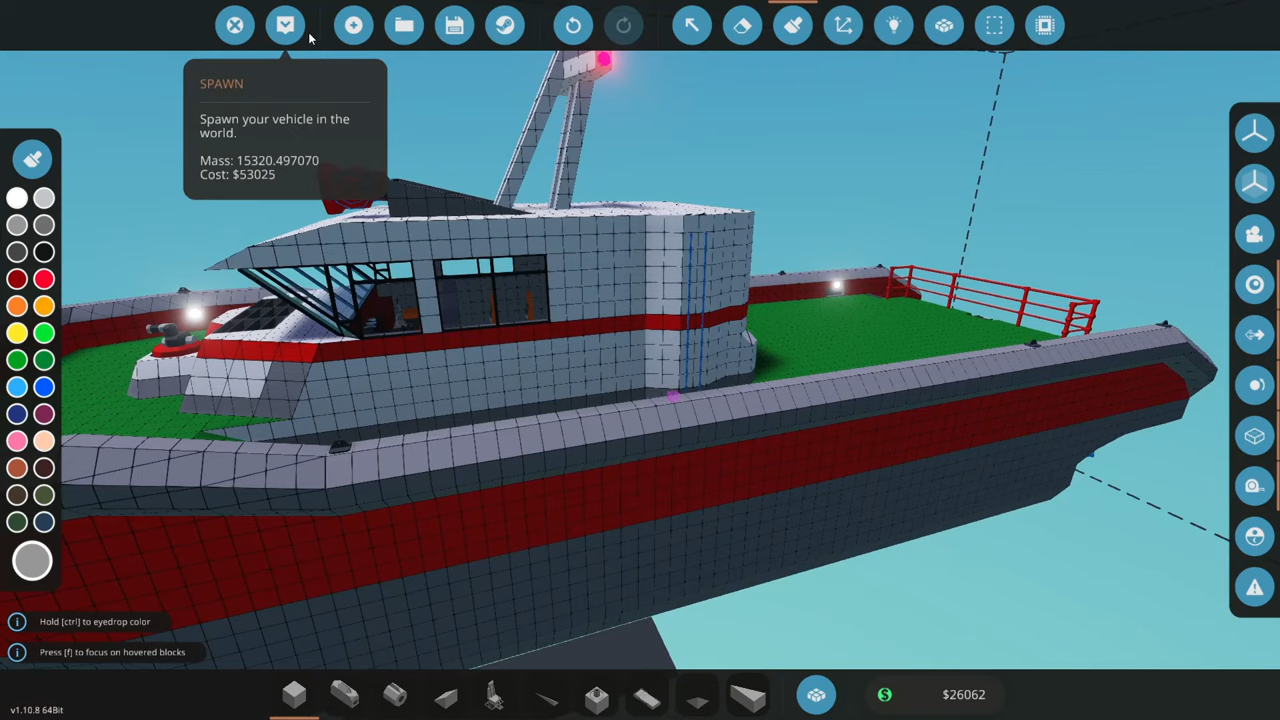 SPAWN
Spawn your vehicle in the
world.
Mass: 15320.497070
Cost: $53025
Hold [ctrl] to eyedrop color
Press [f] to focus on hovered blocks
v1.10.8 64Bit
$26062